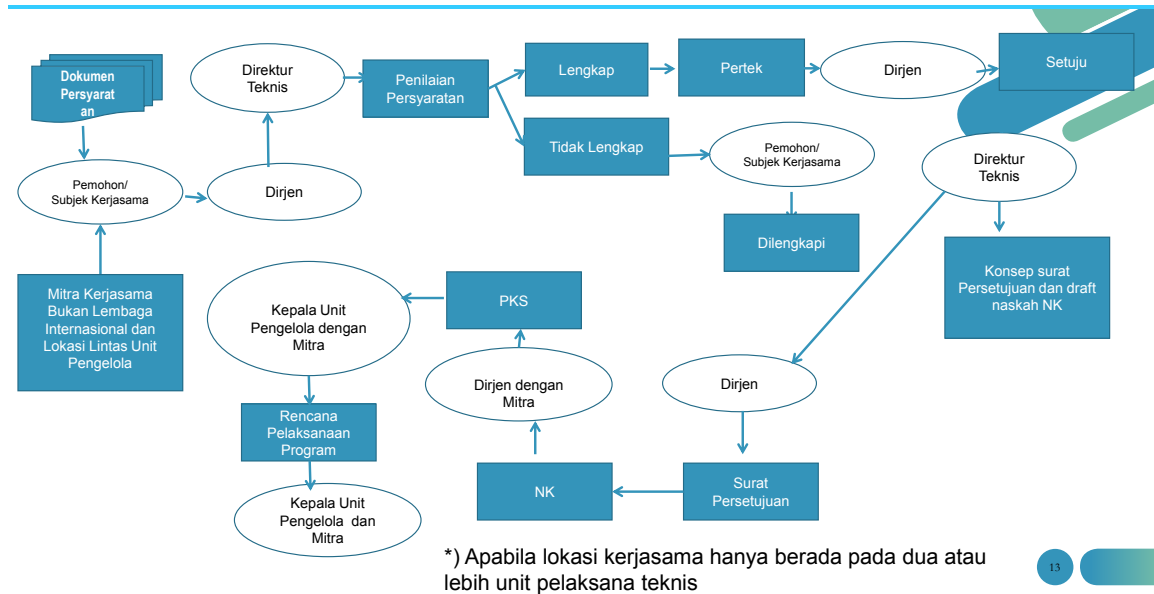 Dokumen
Persyarat
an
Direktur
Teknis
Penilaian
Persyaratan
Lengkap
Pertek
Dirjen
Setuju
Tidak Lengkap
Pemohon/
Subjek Kerjasama
Direktur
Teknis
Pemohon/
Subjek Kerjasama
Dirjen
Dilengkapi
Konsep surat
Persetujuan dan draft
naskah NK
Mitra Kerjasama
Bukan Lembaga
Internasional dan
Lokasi Lintas Unit
Pengelola
Kepala Unit
Pengelola dengan
Mitra
PKS
Dirjen dengan
Mitra
Dirjen
Rencana
Pelaksanaan
Program
NK
Surat
Persetujuan
Kepala Unit
Pengelola dan
Mitra
*) Apabila lokasi kerjasama hanya berada pada dua atau
lebih unit pelaksana teknis
13